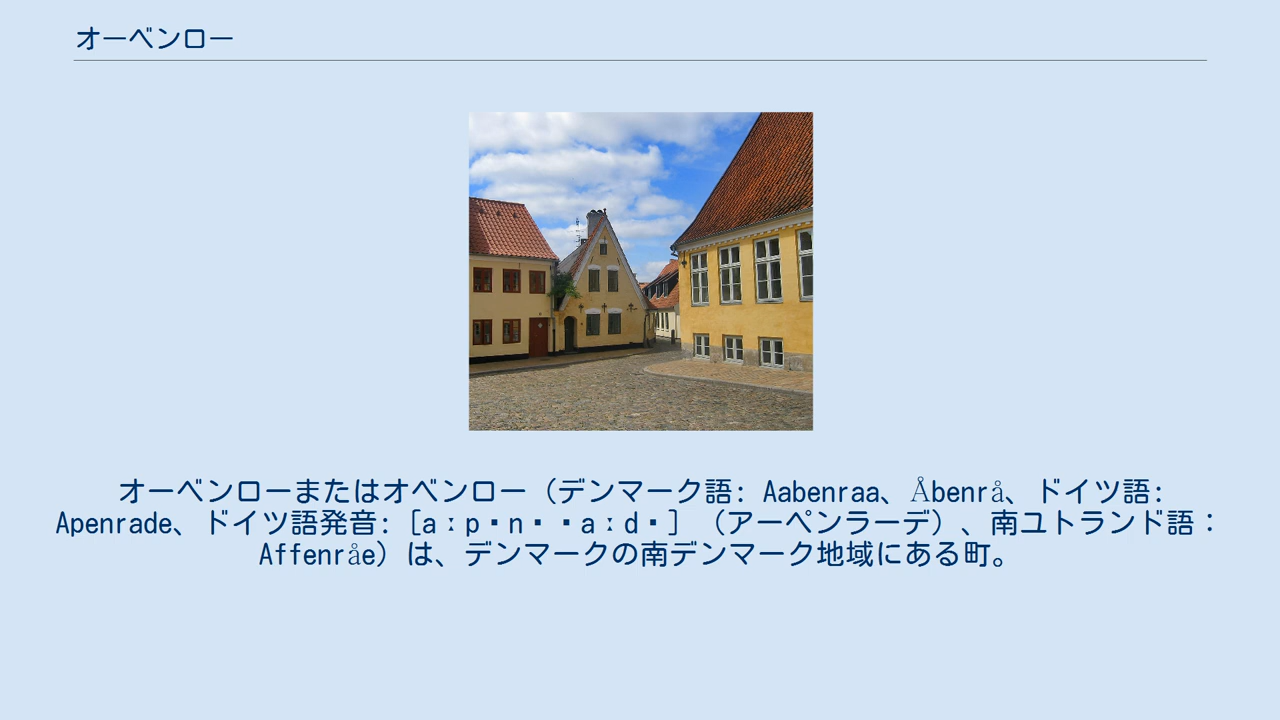 オーベンロー
オーベンローまたはオベンロー（デンマーク語: Aabenraa、Åbenrå、ドイツ語:
Apenrade、ドイツ語発音: [aːp▪n▪▪aːd▪] （アーペンラーデ）、南ユトランド語：
Affenråe）は、デンマークの南デンマーク地域にある町。